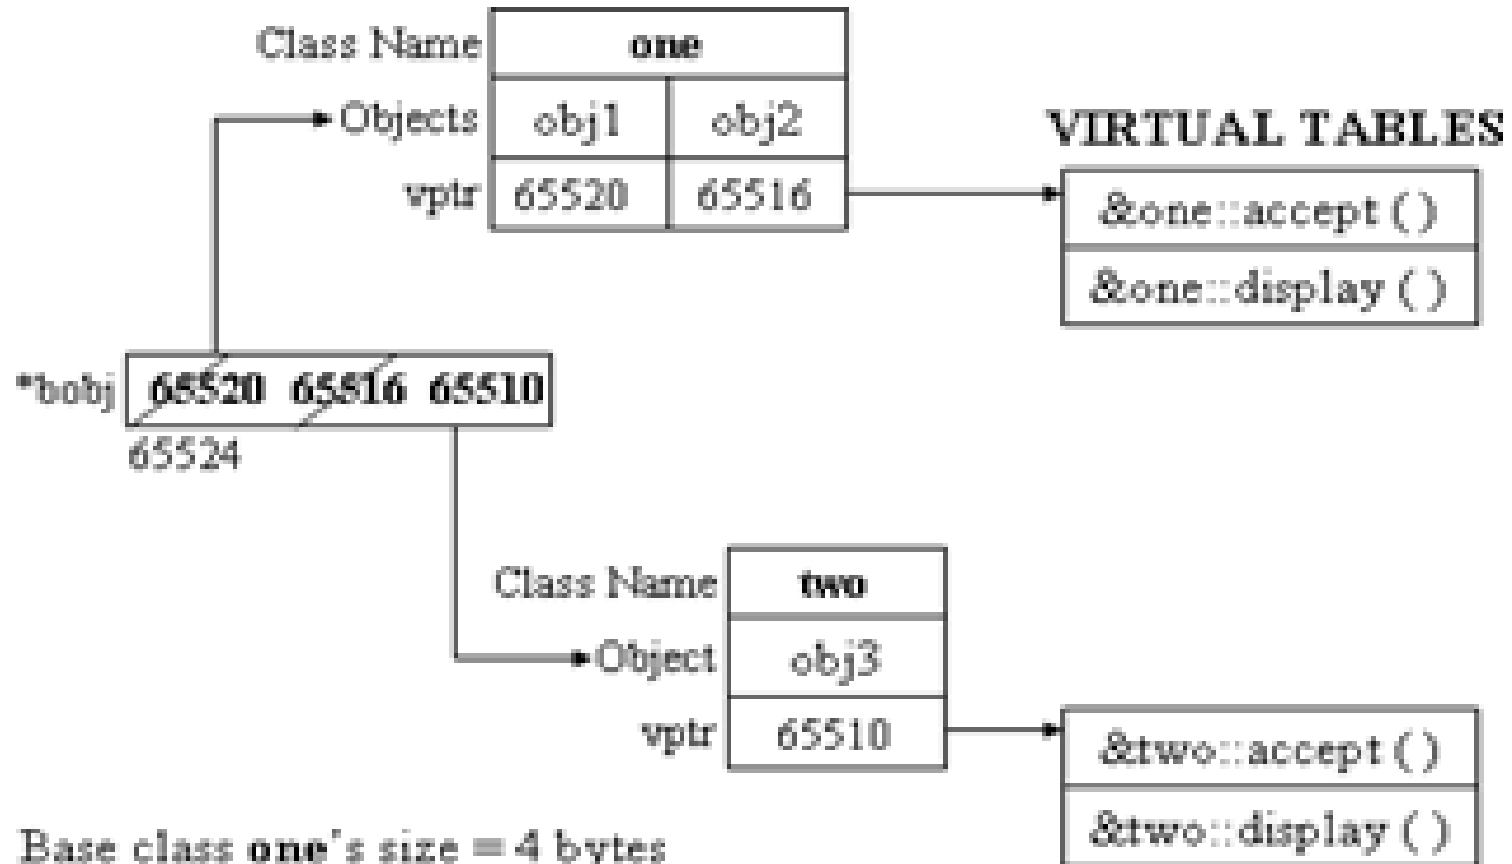 Class Name one
Objects obj1 obj2
vptr 65520 65516
VIRTUAL TABLES
&one::accept ( )
&one::display ( )
*bobj 65520 65516 65510
65524
Class Name two
Object obj3
vptr 65510
&two::accept ( )
&two::display ( )
Base class one's size = 4 bytes